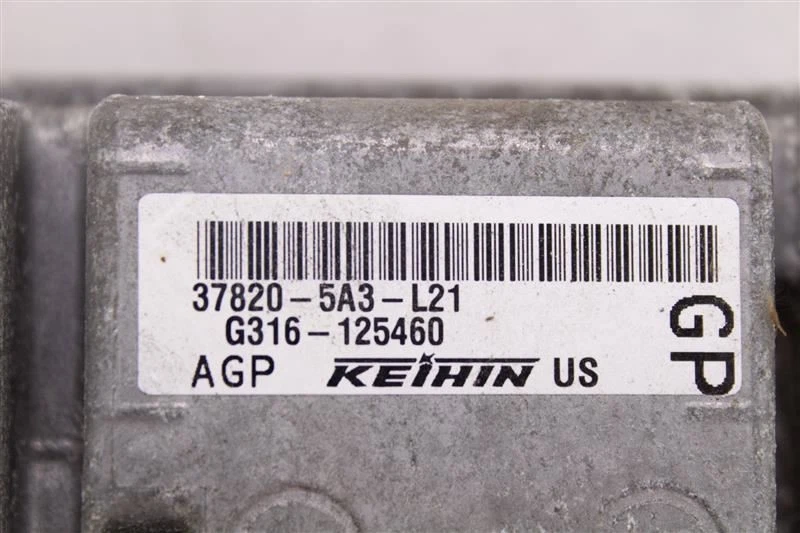 37820-5A3-L21
G316-125460
AGP KEIHIN US
GP